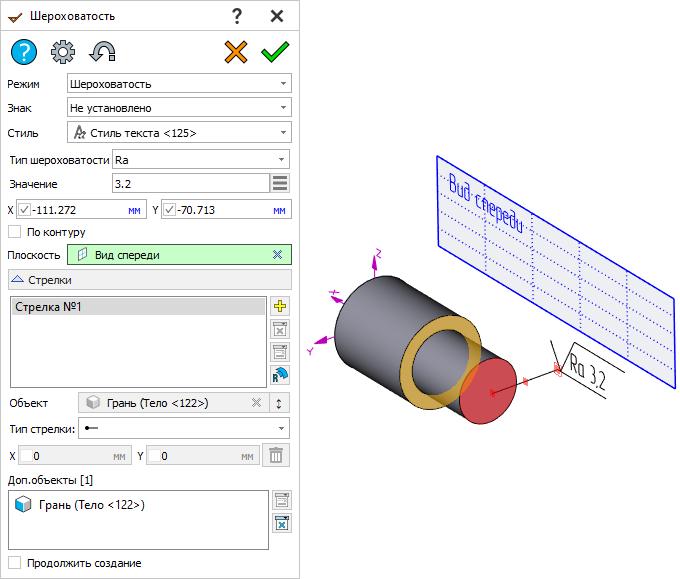 Шероховатость ?
?
Режим Шероховатость
Знак Не установлено
Стиль Стиль текста <125>
Тип шероховатости Ra
Значение 3.2
X -111.272 мм Y -70.713 мм
По контуру
Плоскость Вид спереди
Стрелки
Стрелка №1
R
Объект Грань (Тело <122>)
Тип стрелки:
X 0 мм Y 0 мм
Доп.объекты [1]
Грань (Тело <122>)
Продолжить создание
Вид спереди
Z
X
Y
Ra 3,2